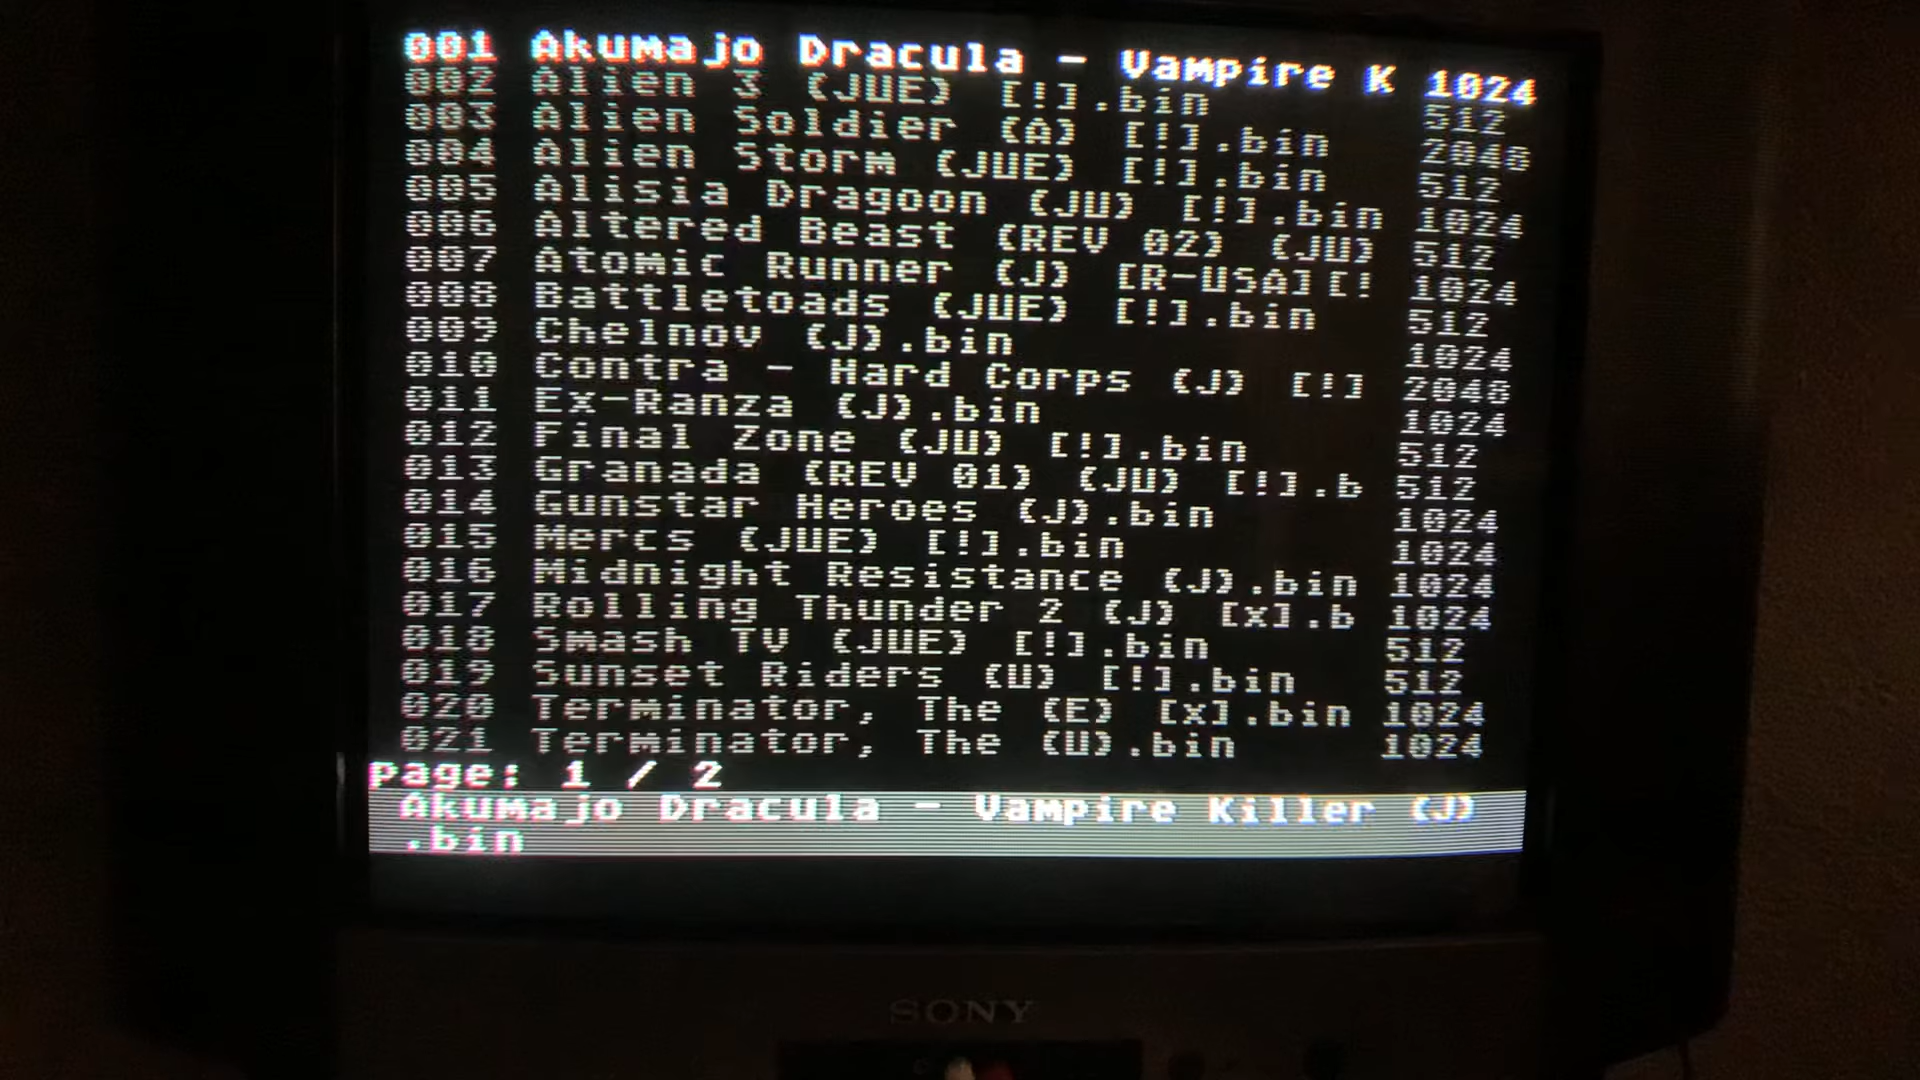 001 Akumajo Dracula - Vampire K 1024
002 Alien 3 (JUE) [!].bin 512
003 Alien Soldier (A) [!].bin 2048
004 Alien Storm (JUE) [!].bin 512
005 Alisia Dragoon (JU) [!].bin 1024
006 Altered Beast (REV 02) (JU) 512
007 Atomic Runner (J) [R-USA][! 1024
008 Battletoads (JUE) [!].bin 512
009 Chelnov (J).bin 1024
010 Contra - Hard Corps (J) [!] 2048
011 Ex-Ranza (J).bin 1024
012 Final Zone (JU) [!].bin 512
013 Granada (REV 01) (JU) [!].b 512
014 Gunstar Heroes (J).bin 1024
015 Mercs (JUE) [!].bin 1024
016 Midnight Resistance (J).bin 1024
017 Rolling Thunder 2 (J) [x].b 1024
018 Smash TV (JUE) [!].bin 512
019 Sunset Riders (U) [!].bin 512
020 Terminator, The (E) [x].bin 1024
021 Terminator, The (U).bin 1024
page: 1 / 2
Akumajo Dracula - Vampire Killer (J)
.bin
SONY